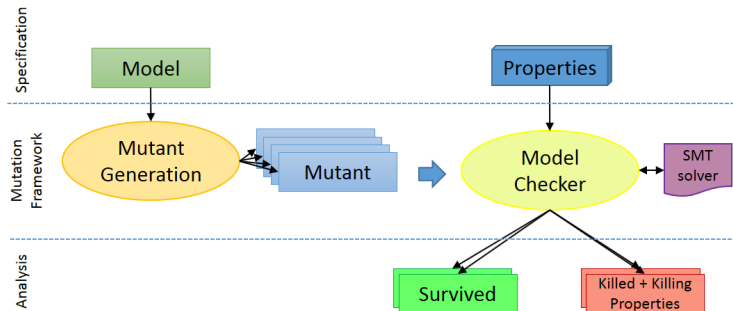 Specification
Model
Properties
Mutation
Framework
Mutant
Generation
Mutant
Model
Checker
SMT
solver
Analysis
Survived
Killed + Killing
Properties